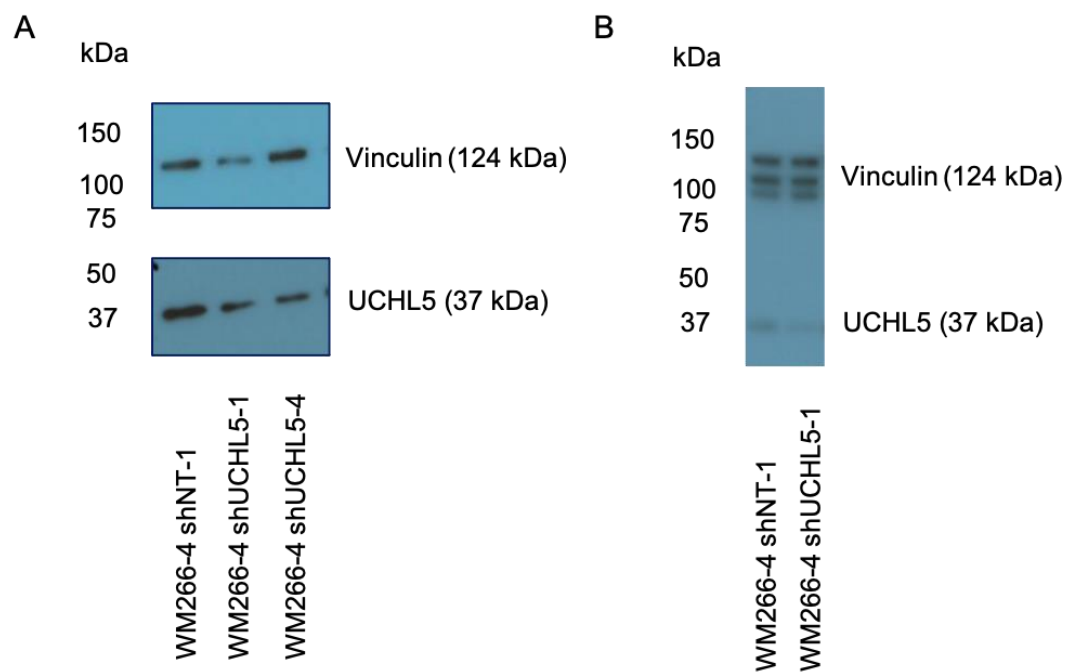 A
kDa
150
100
75
50
37
Vinculin (124 kDa)
UCHL5 (37 kDa)
WM266-4 shNT-1
WM266-4 shUCHL5-1
WM266-4 shUCHL5-4
B
kDa
150
100
75
50
37
Vinculin (124 kDa)
UCHL5 (37 kDa)
WM266-4 shNT-1
WM266-4 shUCHL5-1